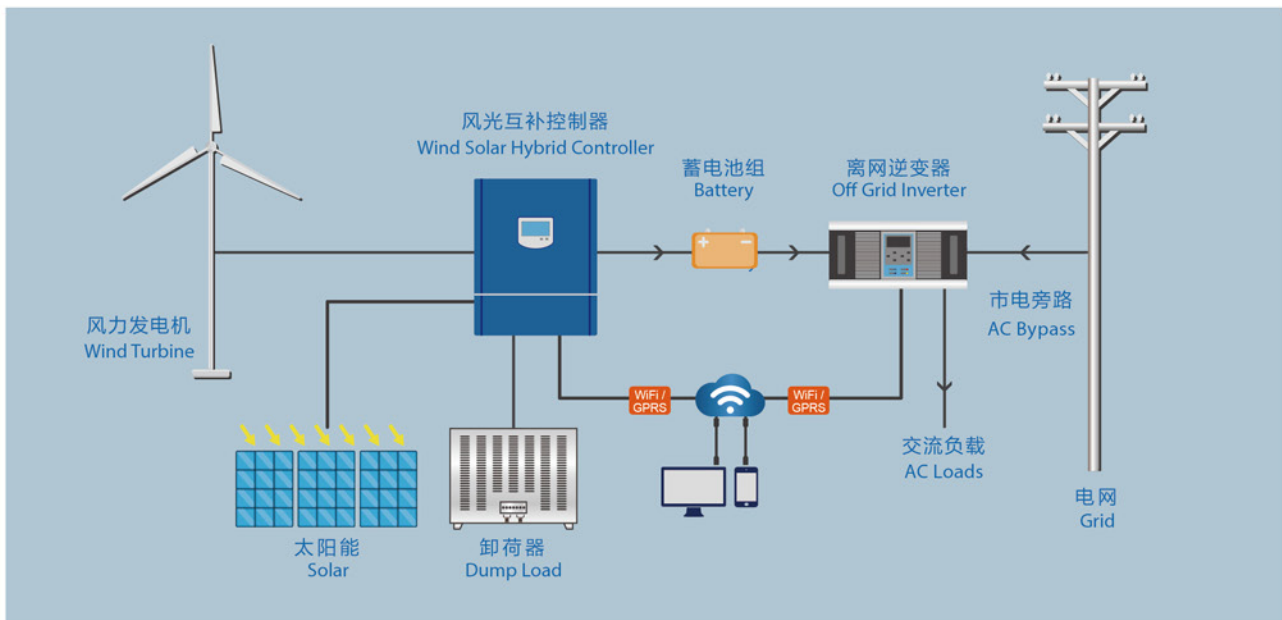 风光互补控制器
Wind Solar Hybrid Controller
蓄电池组
Battery
离网逆变器
Off Grid Inverter
风力发电机
Wind Turbine
市电旁路
AC Bypass
WiFi /
GPRS
WiFi /
GPRS
交流负载
AC Loads
电网
Grid
太阳能
Solar
卸荷器
Dump Load